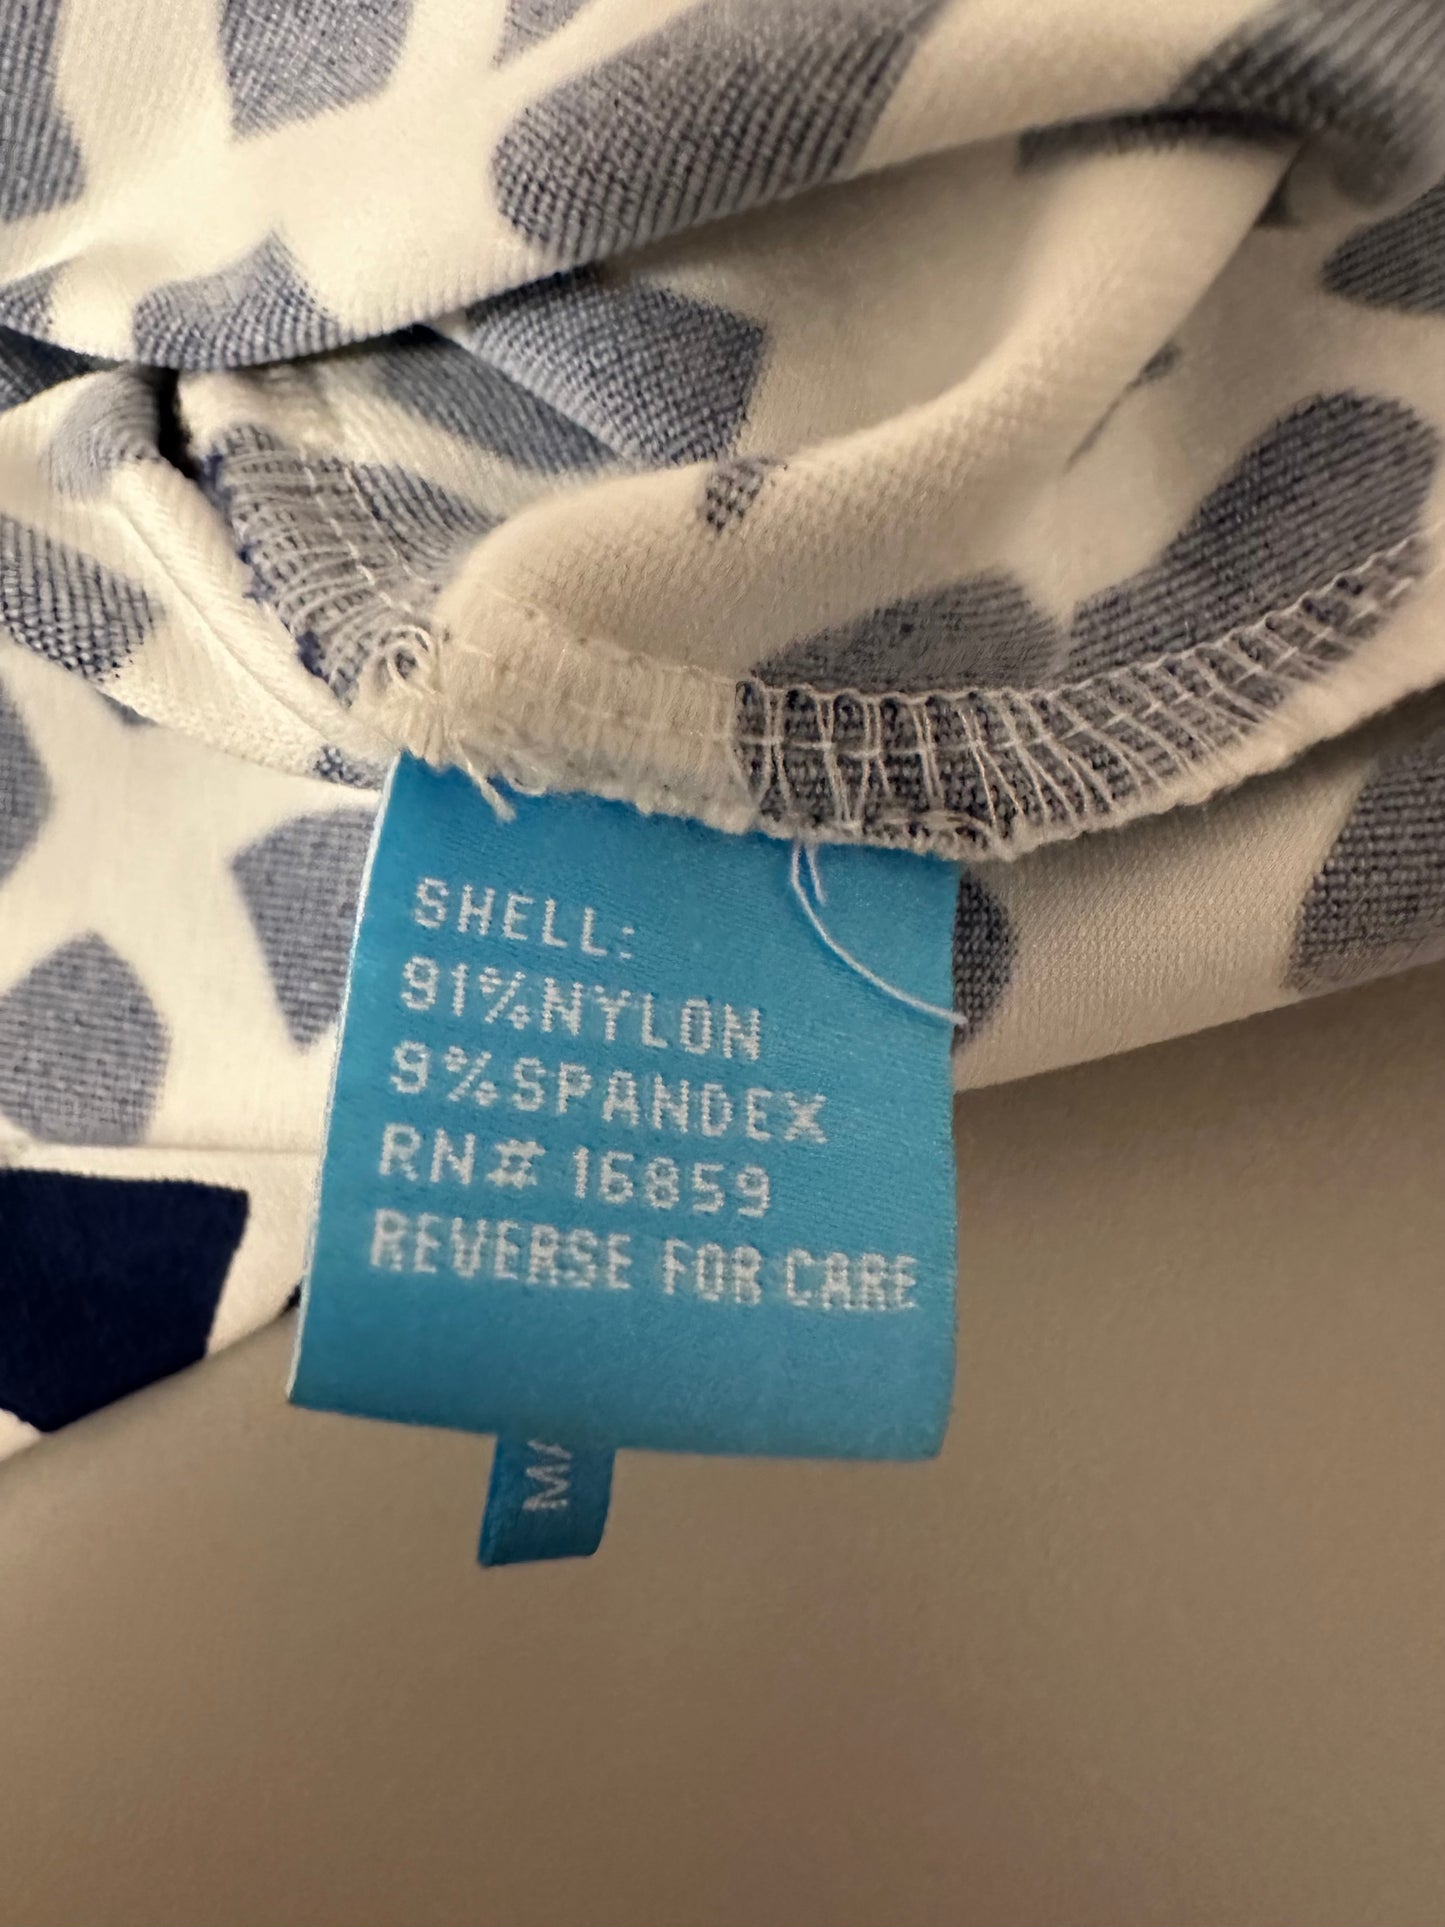 SHELL:
91%NYLON
9%SPANDEX
RN# 16859
REVERSE FOR CARE